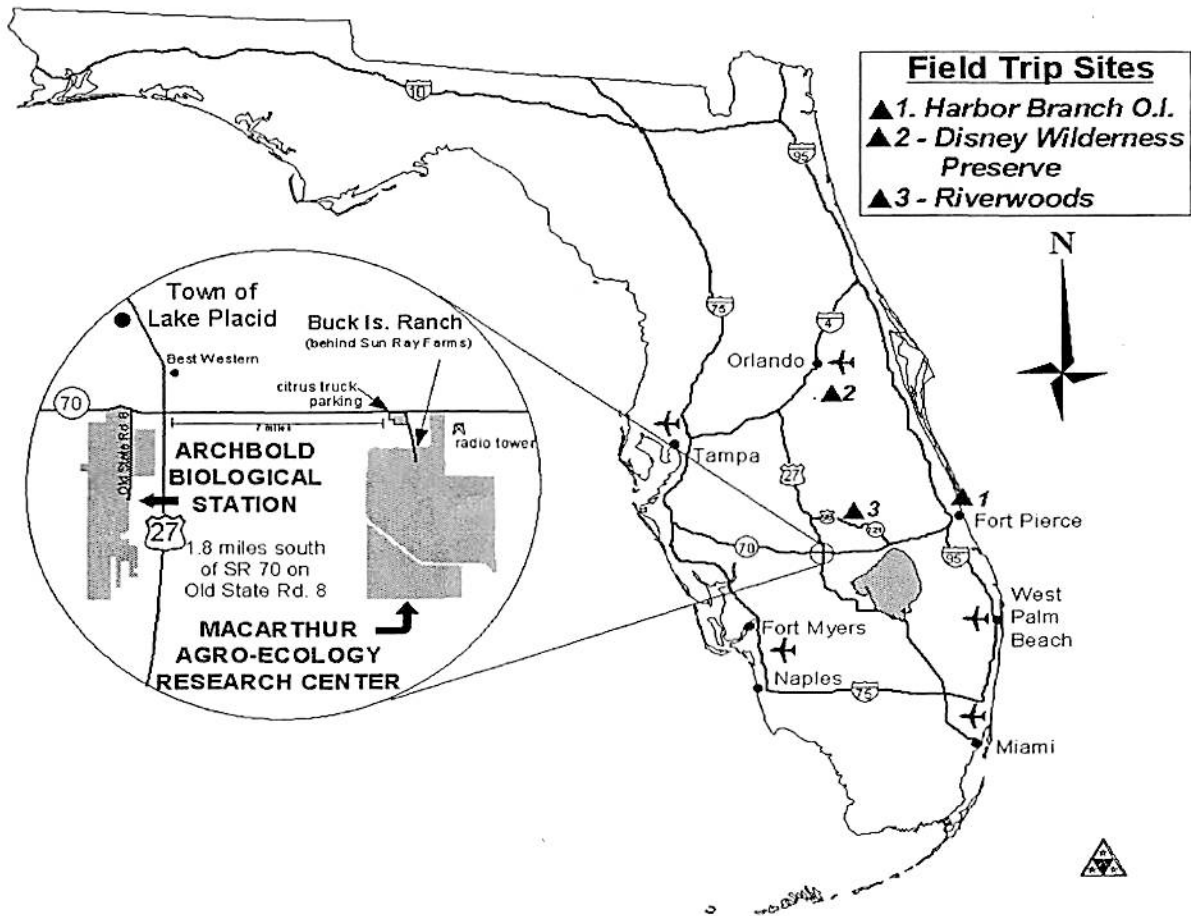 Field Trip Sites
▲1. Harbor Branch O.I.
▲2 - Disney Wilderness
Preserve
▲3 - Riverwoods
N
10
95
75
4
Orlando
2
Tampa
27
3
98
721
1
Fort Pierce
70
95
West
Palm
Beach
Fort Myers
Naples
75
Miami
Town of
Lake Placid
Best Western
Buck Is. Ranch
(behind Sun Ray Farms)
citrus truck
parking
70
7 miles
radio tower
Old State Rd. 8
ARCHBOLD
BIOLOGICAL
STATION
27
1.8 miles south
of SR 70 on
Old State Rd. 8
MACARTHUR
AGRO-ECOLOGY
RESEARCH CENTER